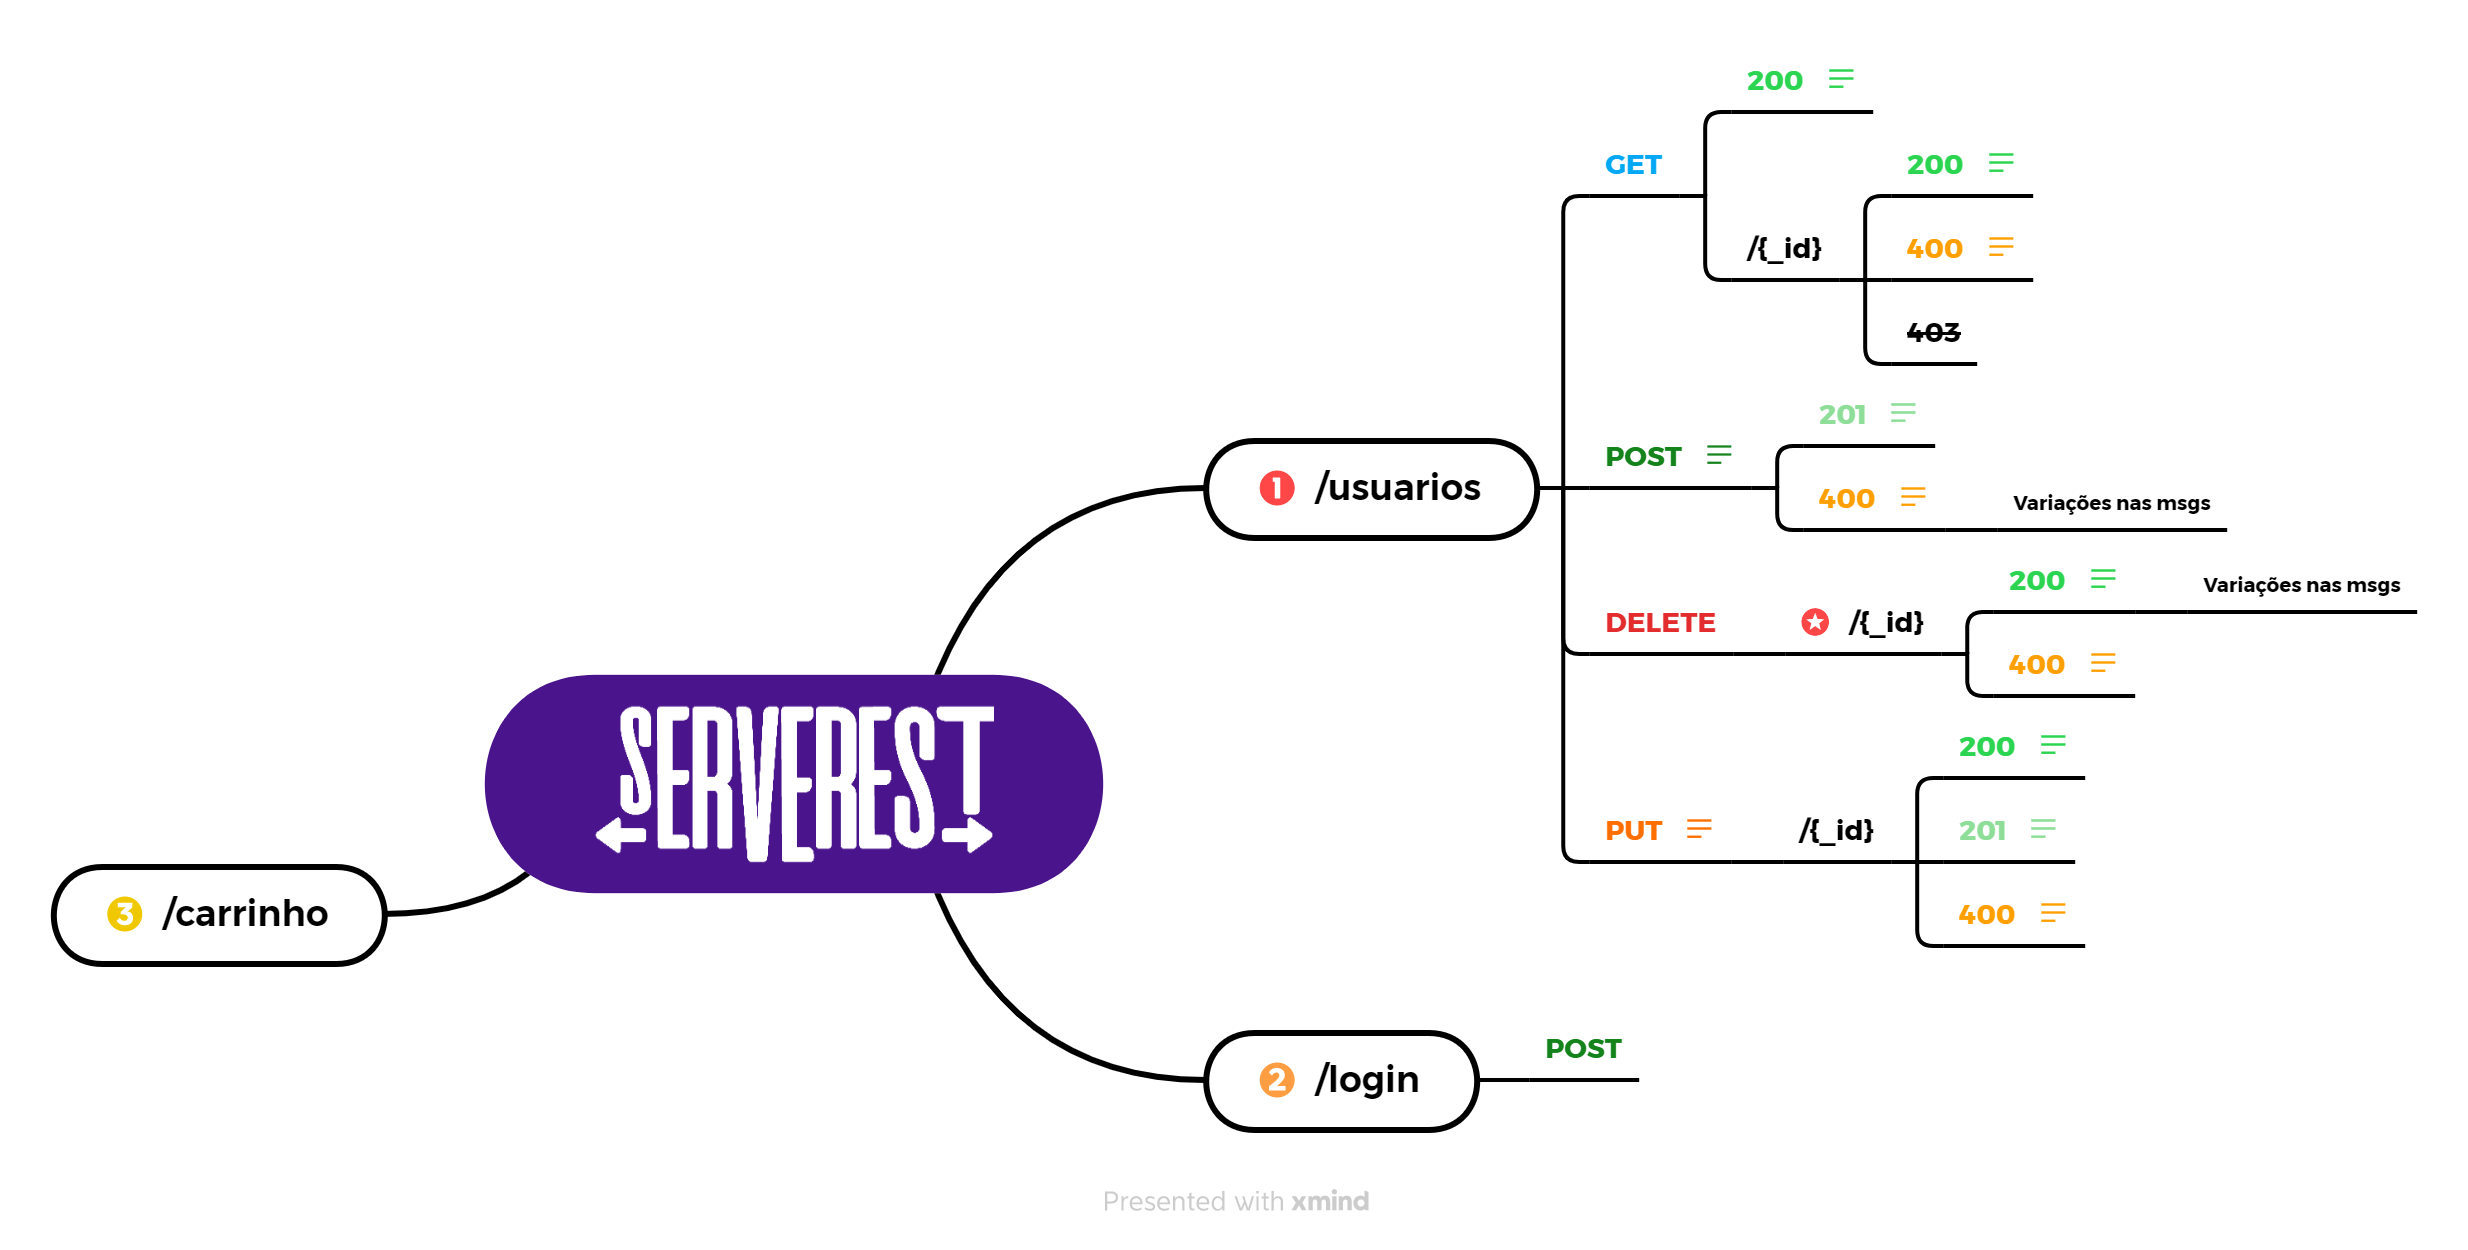 200
GET
200
/{_id}
400
403
201
POST
400
Variações nas msgs
1 /usuarios
200
Variações nas msgs
DELETE
/{_id}
400
SERVEREST
200
PUT
/{_id}
201
400
3 /carrinho
POST
2 /login
Presented with xmind